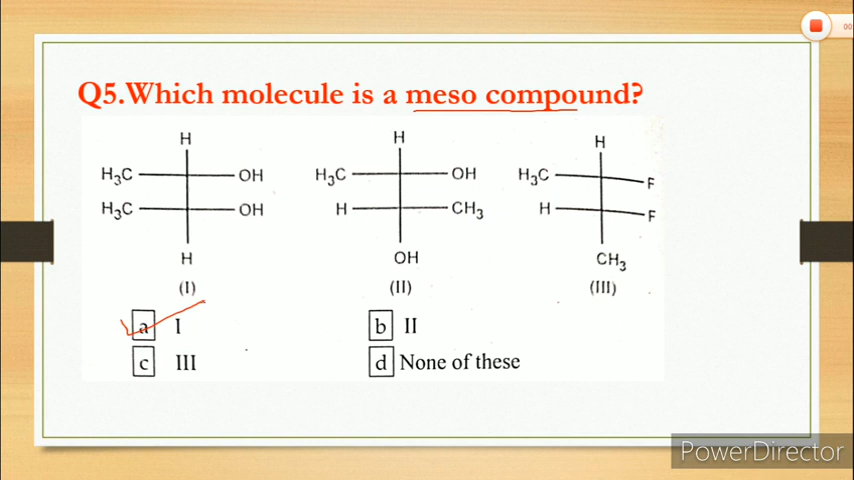 00
Q5.Which molecule is a meso compound?
H H H
H₃C OH H₃C OH H₃C F
H₃C OH H CH₃ H F
H OH CH₃
(I) (II) (III)
a I b II
c III d None of these
PowerDirector